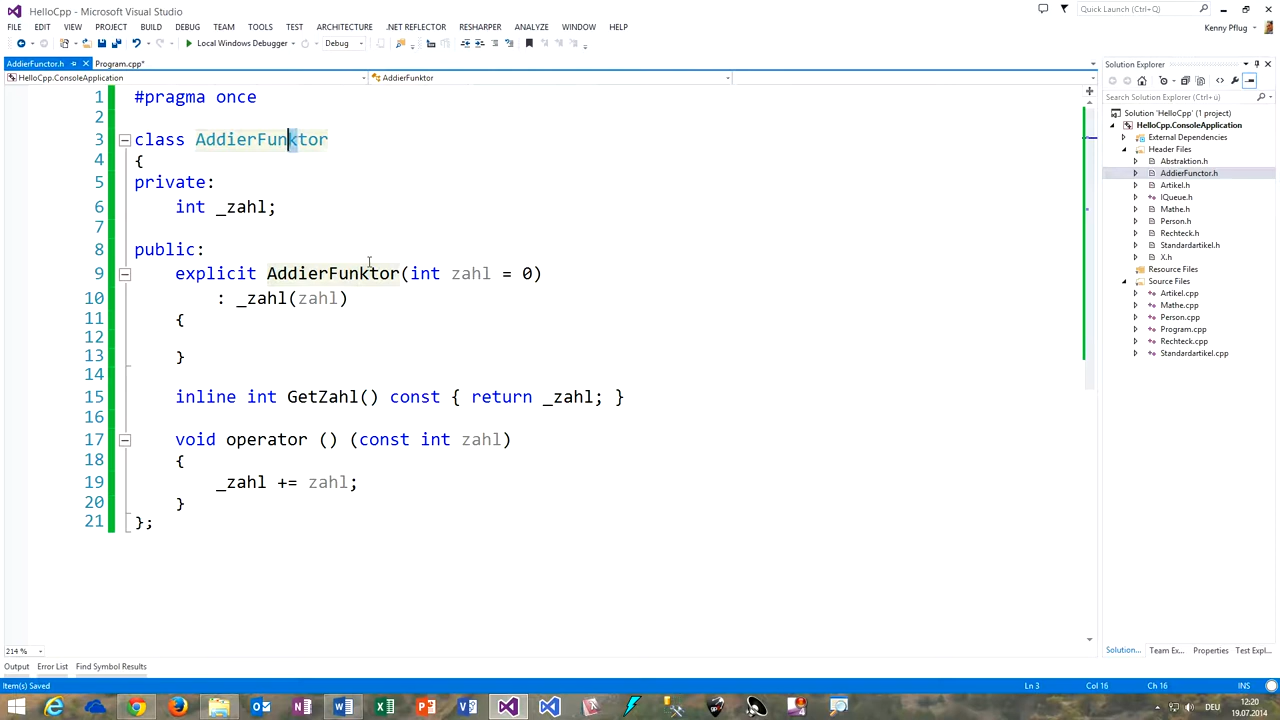 HelloCpp - Microsoft Visual Studio
Quick Launch (Ctrl+Q)
FILE EDIT VIEW PROJECT BUILD DEBUG TEAM TOOLS TEST ARCHITECTURE .NET REFLECTOR RESHARPER ANALYZE WINDOW HELP
Kenny Pflug
Local Windows Debugger Debug
AddierFunctor.h Program.cpp*
Solution Explorer
HelloCpp.ConsoleApplication AddierFunktor
1 #pragma once
2
3 class AddierFunktor
4 {
5 private:
6 int _zahl;
7
8 public:
9 explicit AddierFunktor(int zahl = 0)
10 : _zahl(zahl)
11 {
12
13 }
14
15 inline int GetZahl() const { return _zahl; }
16
17 void operator () (const int zahl)
18 {
19 _zahl += zahl;
20 }
21 };
Search Solution Explorer (Ctrl+ü)
Solution 'HelloCpp' (1 project)
HelloCpp.ConsoleApplication
External Dependencies
Header Files
Abstraktion.h
AddierFunctor.h
Artikel.h
IQueue.h
Mathe.h
Person.h
Rechteck.h
Standardartikel.h
X.h
Resource Files
Source Files
Artikel.cpp
Mathe.cpp
Person.cpp
Program.cpp
Rechteck.cpp
Standardartikel.cpp
214 %
Solution... Team Ex... Properties Test Expl...
Output Error List Find Symbol Results
Item(s) Saved Ln 3 Col 16 Ch 16 INS
DEU
12:20
19.07.2014